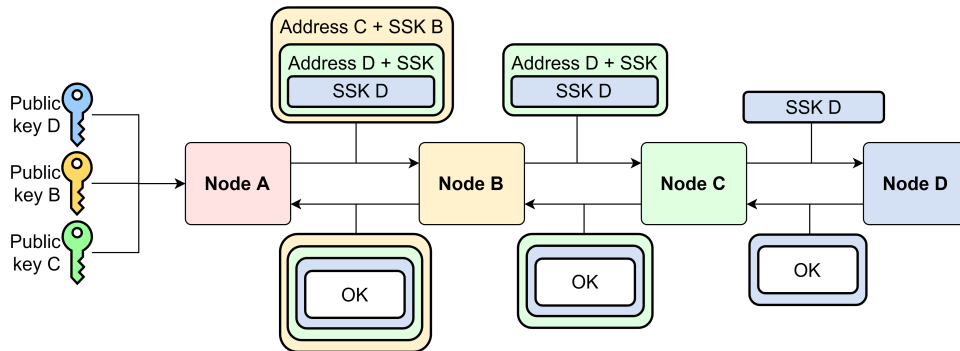 Address C + SSK B
Address D + SSK
SSK D
Address D + SSK
SSK D
SSK D
Public
key D
Public
key B
Public
key C
Node A
Node B
Node C
Node D
OK
OK
OK